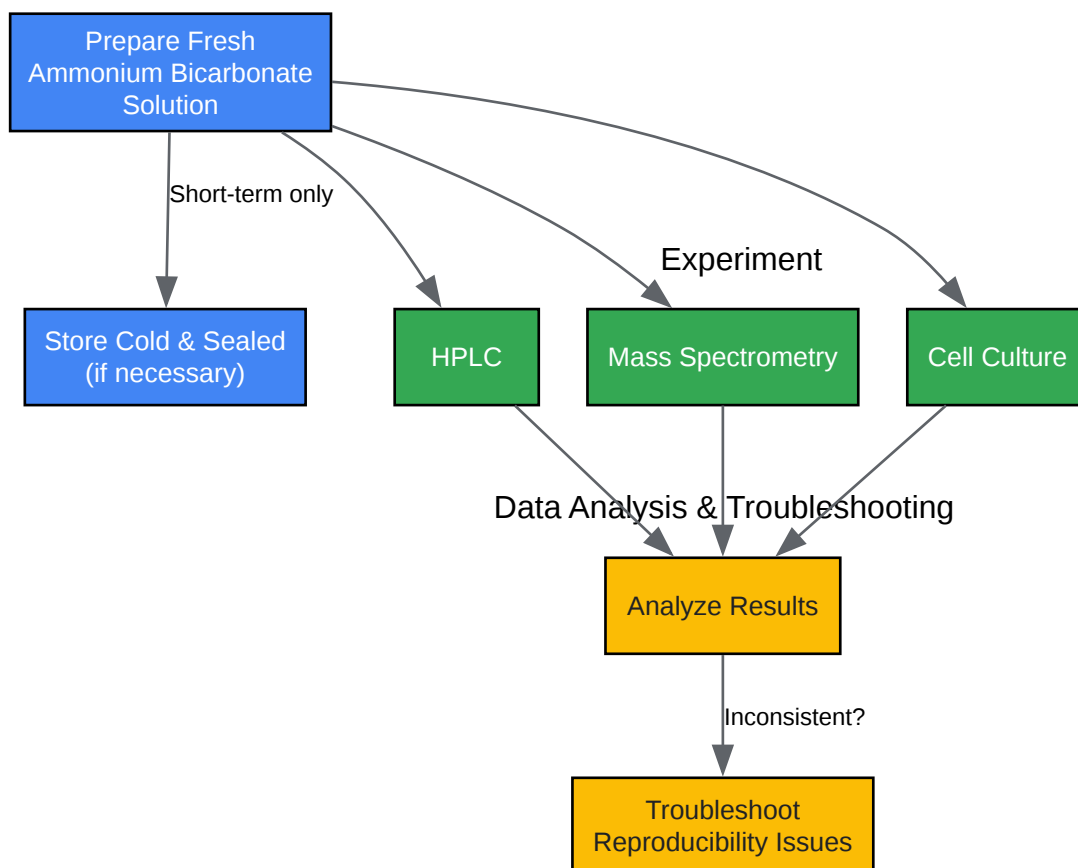 Prepare Fresh
Ammonium Bicarbonate
Solution
Short-term only
Experiment
Store Cold & Sealed
(if necessary)
HPLC
Mass Spectrometry
Cell Culture
Data Analysis & Troubleshooting
Analyze Results
Inconsistent?
Troubleshoot
Reproducibility Issues